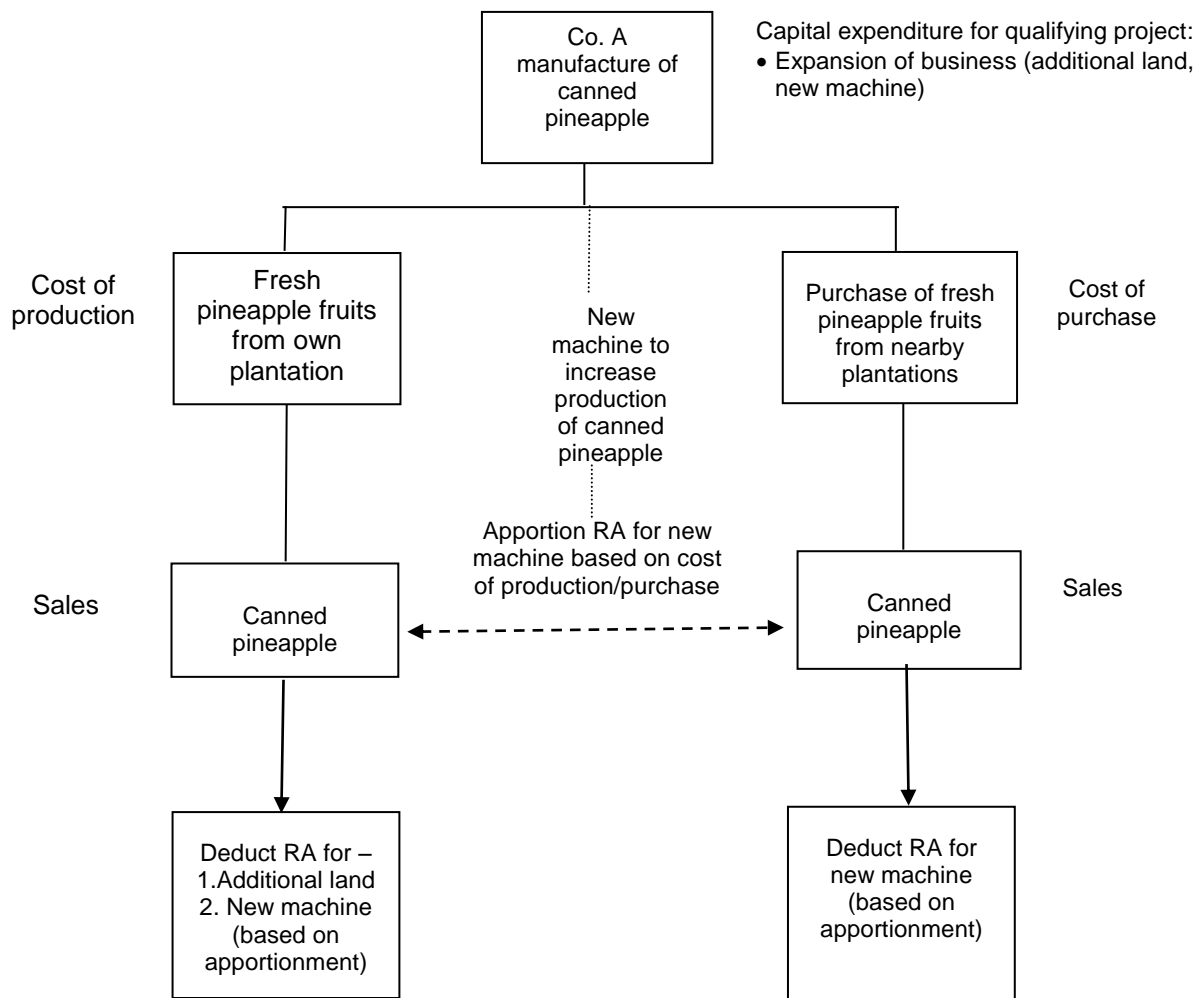 Co. A
manufacture of
canned
pineapple
Capital expenditure for qualifying project:
• Expansion of business (additional land,
new machine)
Cost of
production
Fresh
pineapple fruits
from own
plantation
New
machine to
increase
production
of canned
pineapple
Purchase of fresh
pineapple fruits
from nearby
plantations
Cost of
purchase
Apportion RA for new
machine based on cost
of production/purchase
Sales
Canned
pineapple
Canned
pineapple
Sales
Deduct RA for –
1.Additional land
2. New machine
(based on
apportionment)
Deduct RA for
new machine
(based on
apportionment)